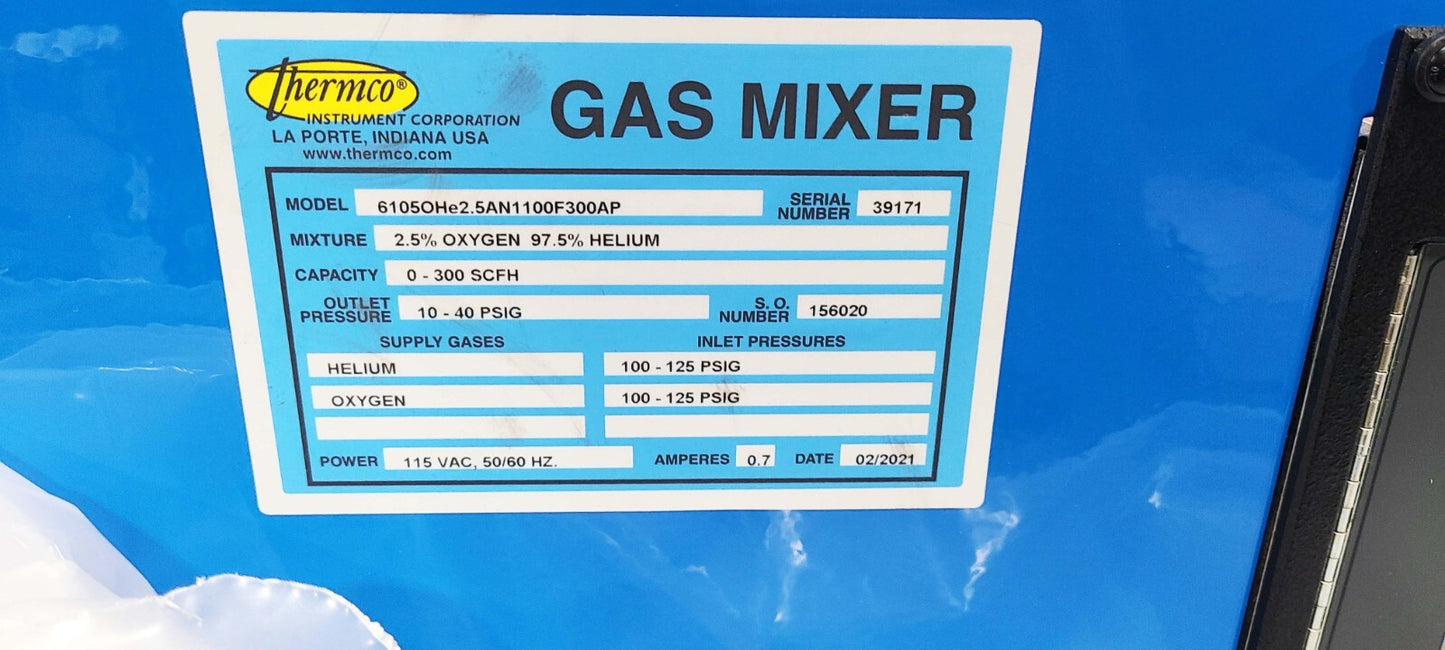 thermco®
INSTRUMENT CORPORATION
LA PORTE, INDIANA USA
www.thermco.com
GAS MIXER
MODEL 6105OHe2.5AN1100F300AP SERIAL NUMBER 39171
MIXTURE 2.5% OXYGEN 97.5% HELIUM
CAPACITY 0 - 300 SCFH
OUTLET PRESSURE 10 - 40 PSIG S. O. NUMBER 156020
SUPPLY GASES INLET PRESSURES
HELIUM 100 - 125 PSIG
OXYGEN 100 - 125 PSIG
POWER 115 VAC, 50/60 HZ. AMPERES 0.7 DATE 02/2021